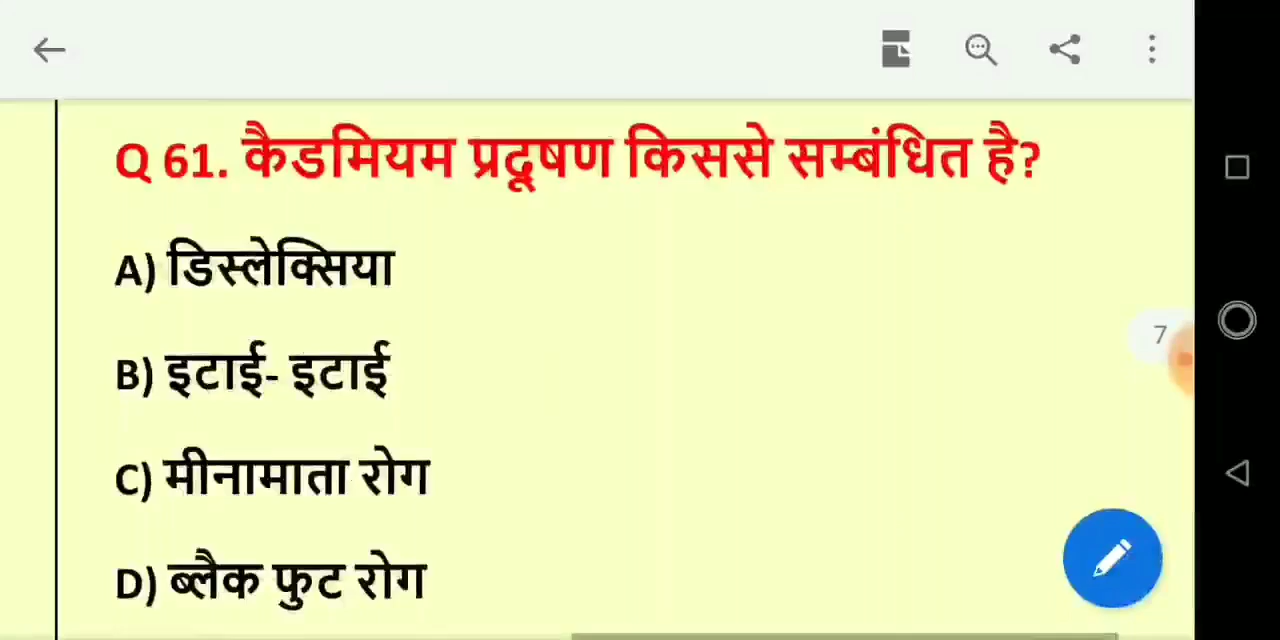 Q 61. कैडमियम प्रदूषण किससे सम्बंधित है?
A) डिस्लेक्सिया
B) इटाई- इटाई
7
C) मीनामाता रोग
D) ब्लैक फुट रोग